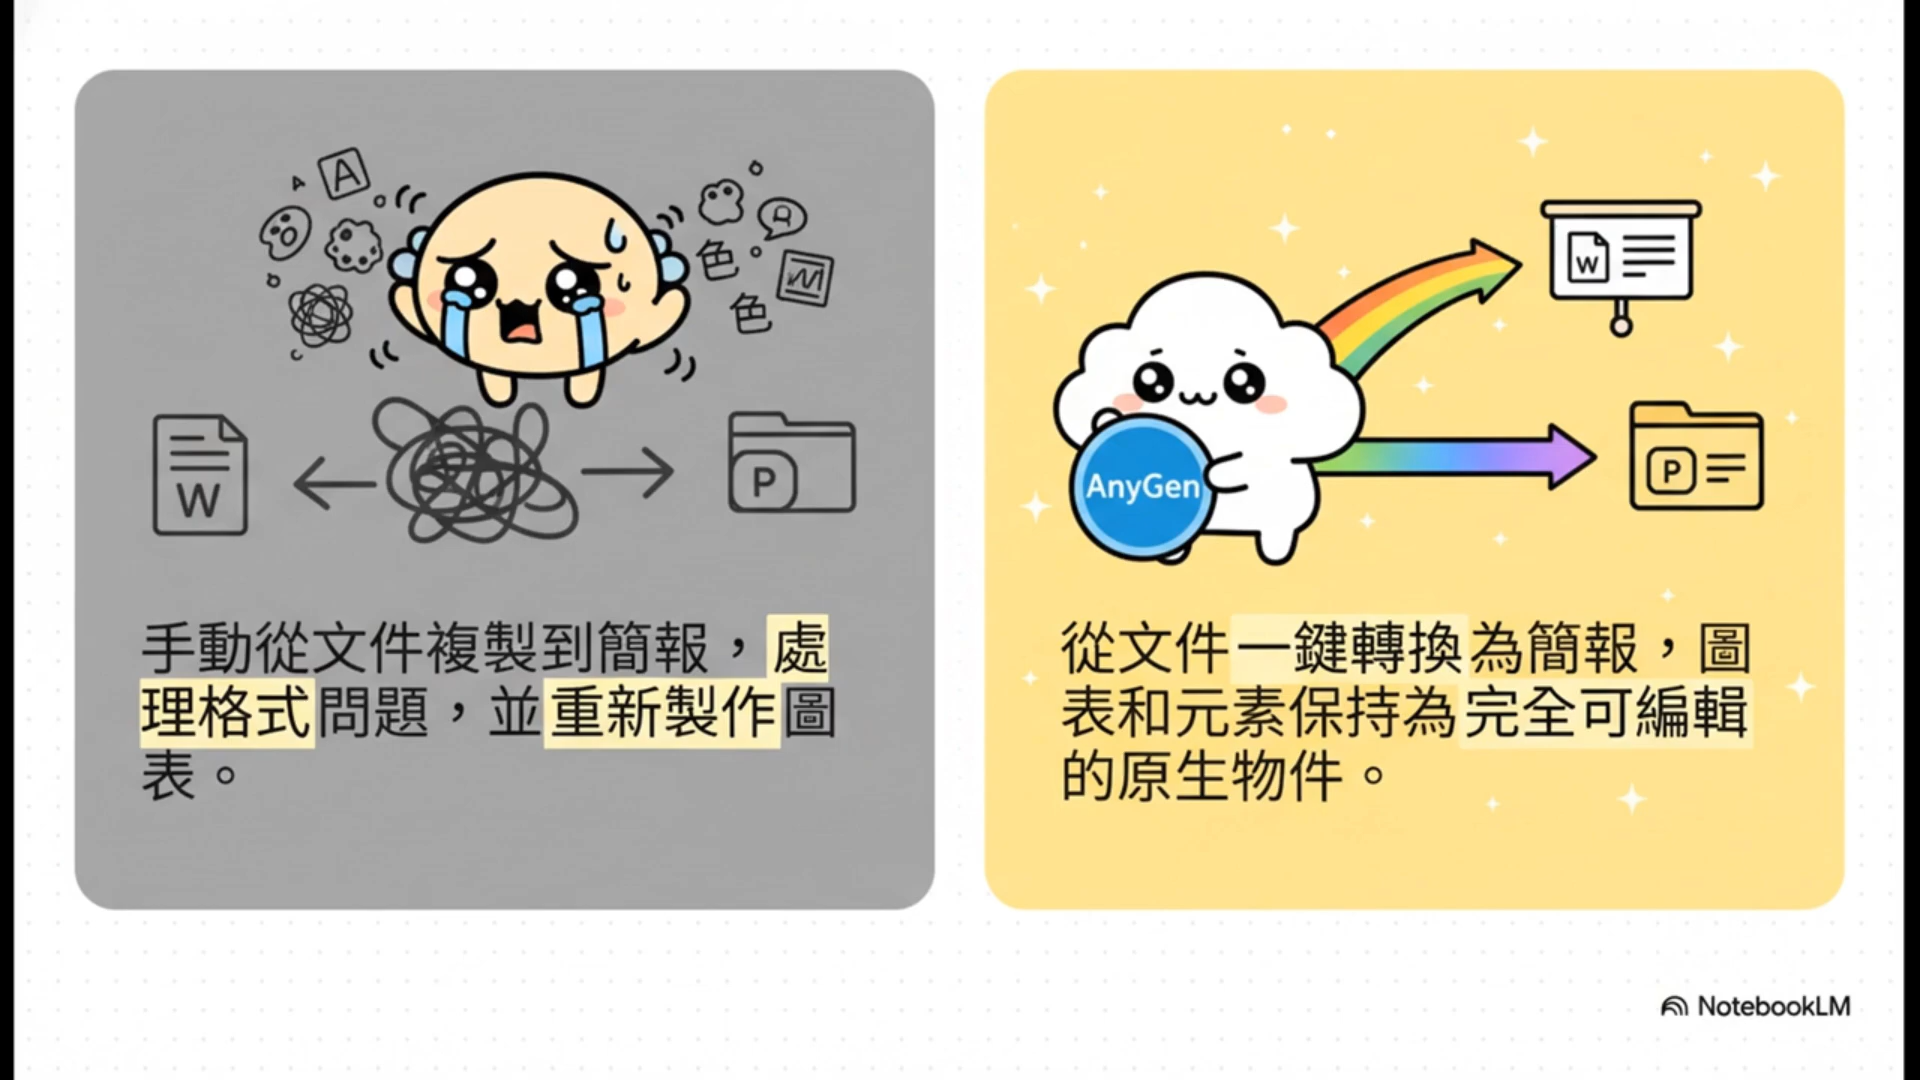 A
A
色
色
W
P
手動從文件複製到簡報，處
理格式問題，並重新製作圖
表。
W
AnyGen
P
從文件一鍵轉換為簡報，圖
表和元素保持為完全可編輯
的原生物件。
NotebookLM